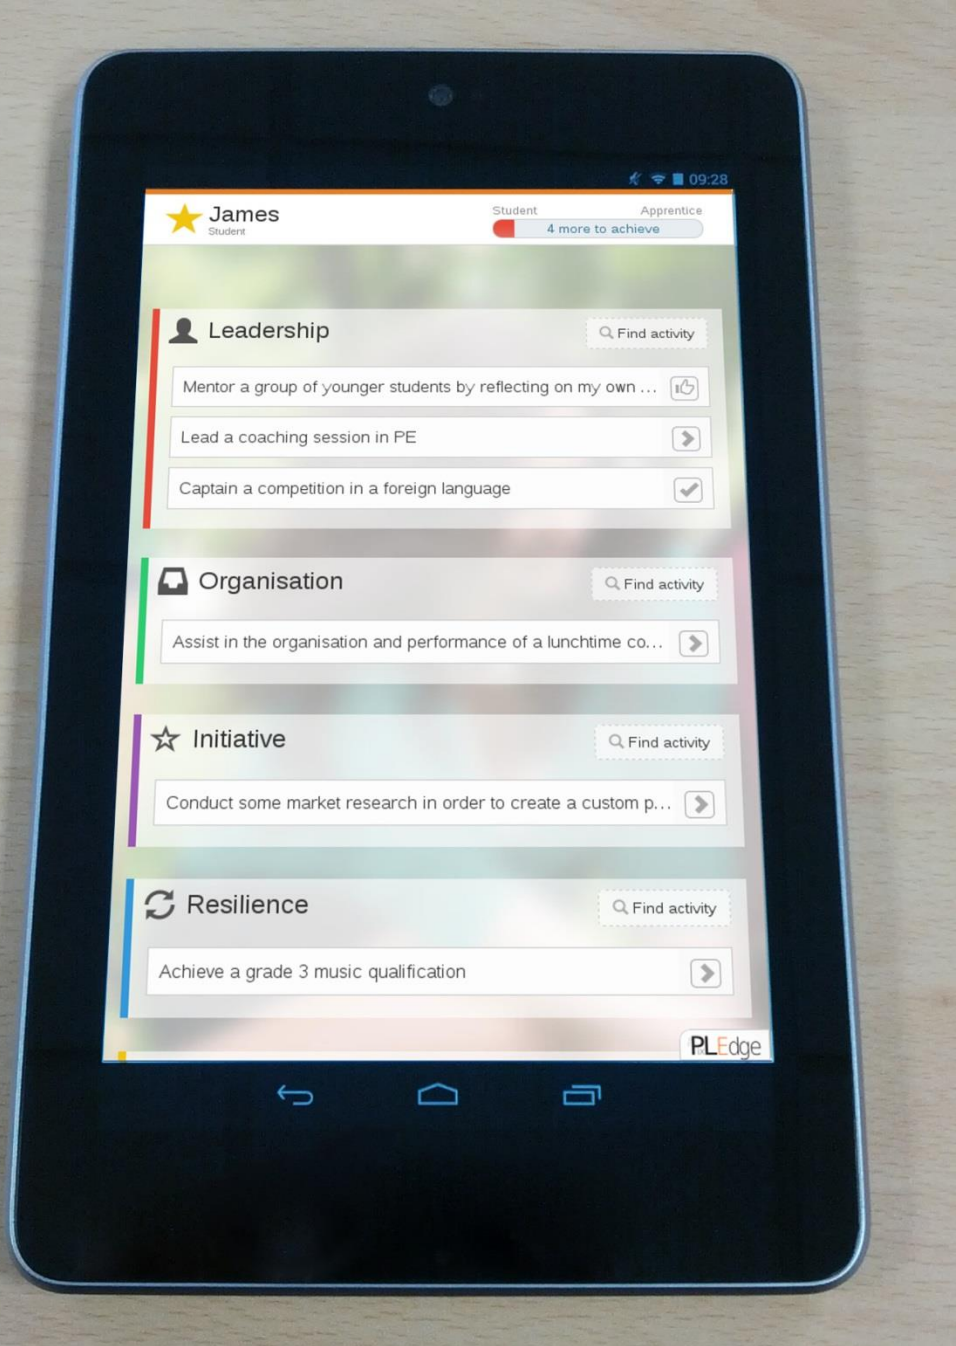 09:28
James
Student
Student Apprentice
4 more to achieve
Leadership
Find activity
Mentor a group of younger students by reflecting on my own ...
Lead a coaching session in PE
Captain a competition in a foreign language
Organisation
Find activity
Assist in the organisation and performance of a lunchtime co...
Initiative
Find activity
Conduct some market research in order to create a custom p...
Resilience
Find activity
Achieve a grade 3 music qualification
PLEdge